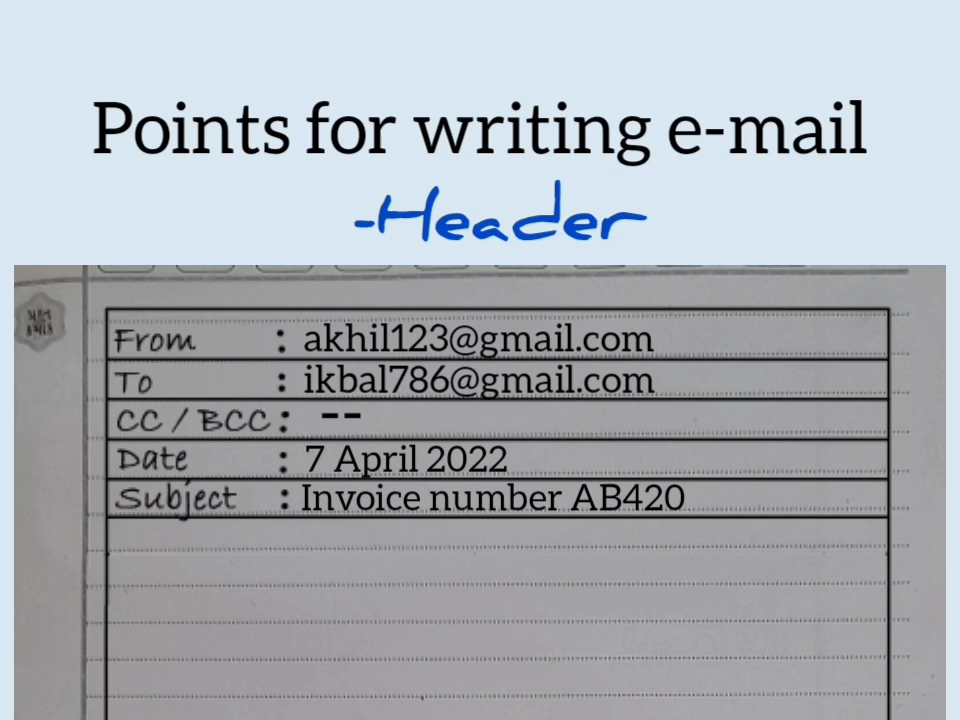 Points for writing e-mail
-Header
From : akhil123@gmail.com
To : ikbal786@gmail.com
CC / BCC : --
Date : 7 April 2022
Subject : Invoice number AB420